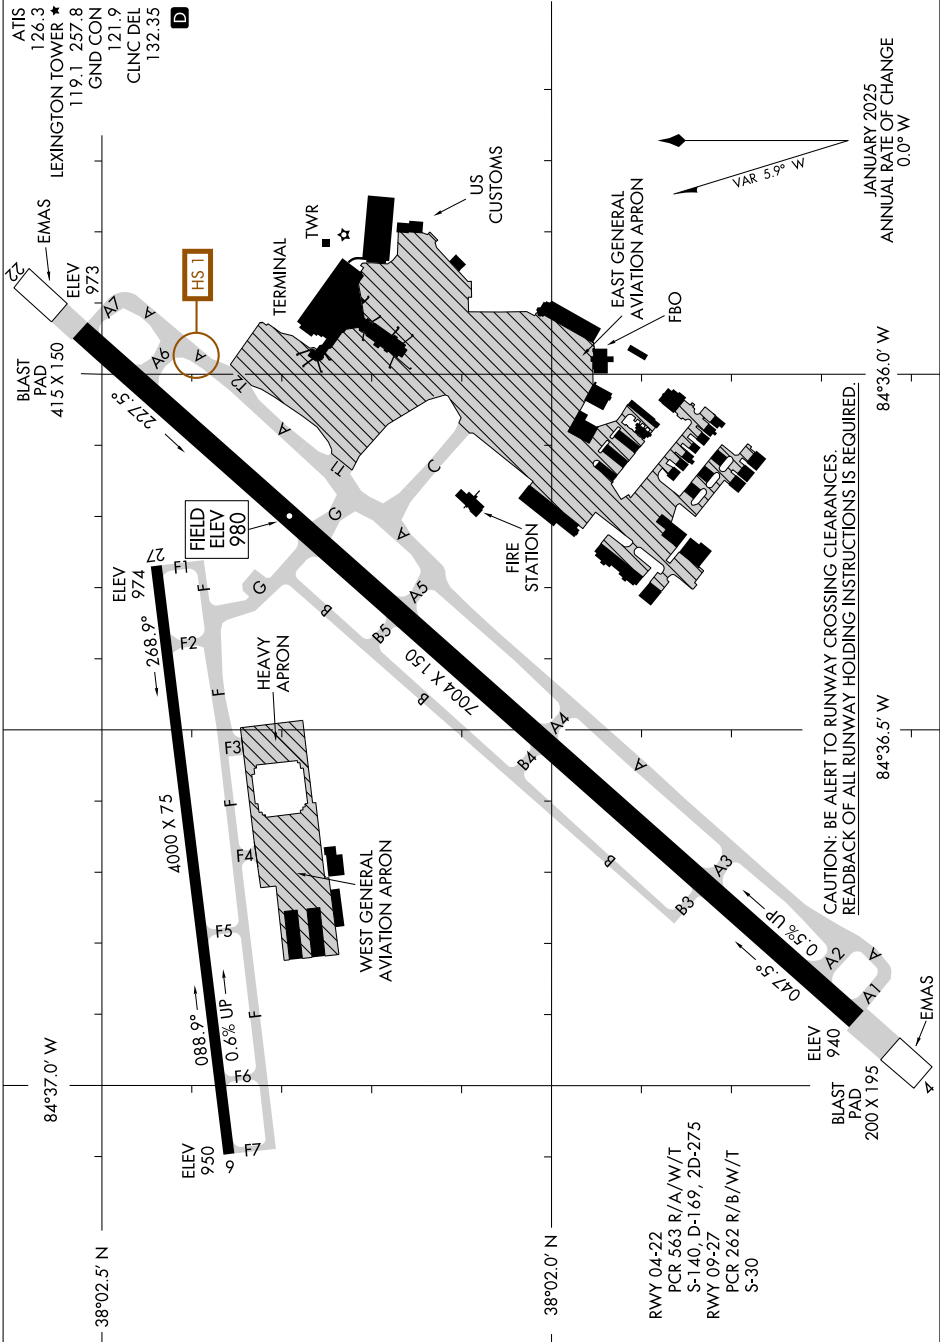 ATIS
126.3
LEXINGTON TOWER ★
119.1 257.8
GND CON
121.9
CLNC DEL
132.35
D
EMAS
22
ELEV
973
BLAST
PAD
415 X 150
A7
A
HS 1
A6
A
T2
A
227.5°
TERMINAL
TWR
US
CUSTOMS
VAR 5.9° W
JANUARY 2025
ANNUAL RATE OF CHANGE
0.0° W
EAST GENERAL
AVIATION APRON
FBO
84°36.0' W
FIELD
ELEV
980
T1
C
G
A
G
FIRE
STATION
ELEV
974
27
F1
F
F2
268.9°
F
HEAVY
APRON
F3
F
F4
4000 X 75
WEST GENERAL
AVIATION APRON
F5
F
088.9°
0.6% UP
F6
F7
9
ELEV
950
B
B5
A5
B
7004 X 150
A4
B4
A
B
A3
B3
0.5% UP
047.5°
A2
A
A1
ELEV
940
EMAS
4
BLAST
PAD
200 X 195
84°36.5' W
84°37.0' W
38°02.5' N
38°02.0' N
CAUTION: BE ALERT TO RUNWAY CROSSING CLEARANCES.
READBACK OF ALL RUNWAY HOLDING INSTRUCTIONS IS REQUIRED.
RWY 04-22
PCR 563 R/A/W/T
S-140, D-169, 2D-275
RWY 09-27
PCR 262 R/B/W/T
S-30